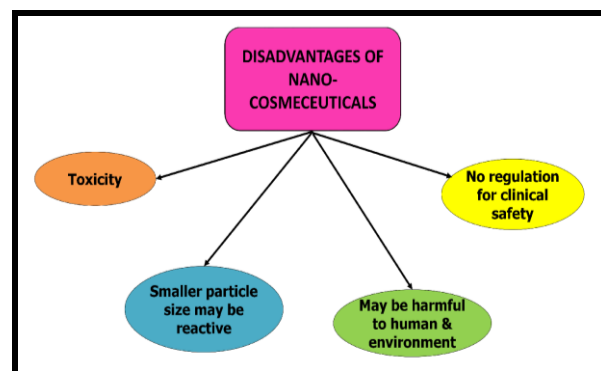 DISADVANTAGES OF
NANO-
COSMECEUTICALS
Toxicity
No regulation
for clinical
safety
Smaller particle
size may be
reactive
May be harmful
to human &
environment